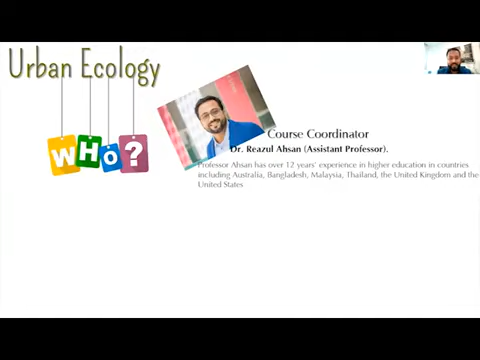 Urban Ecology
WHo?
Course Coordinator
Dr. Reazul Ahsan (Assistant Professor).
Professor Ahsan has over 12 years' experience in higher education in countries
including Australia, Bangladesh, Malaysia, Thailand, the United Kingdom and the
United States